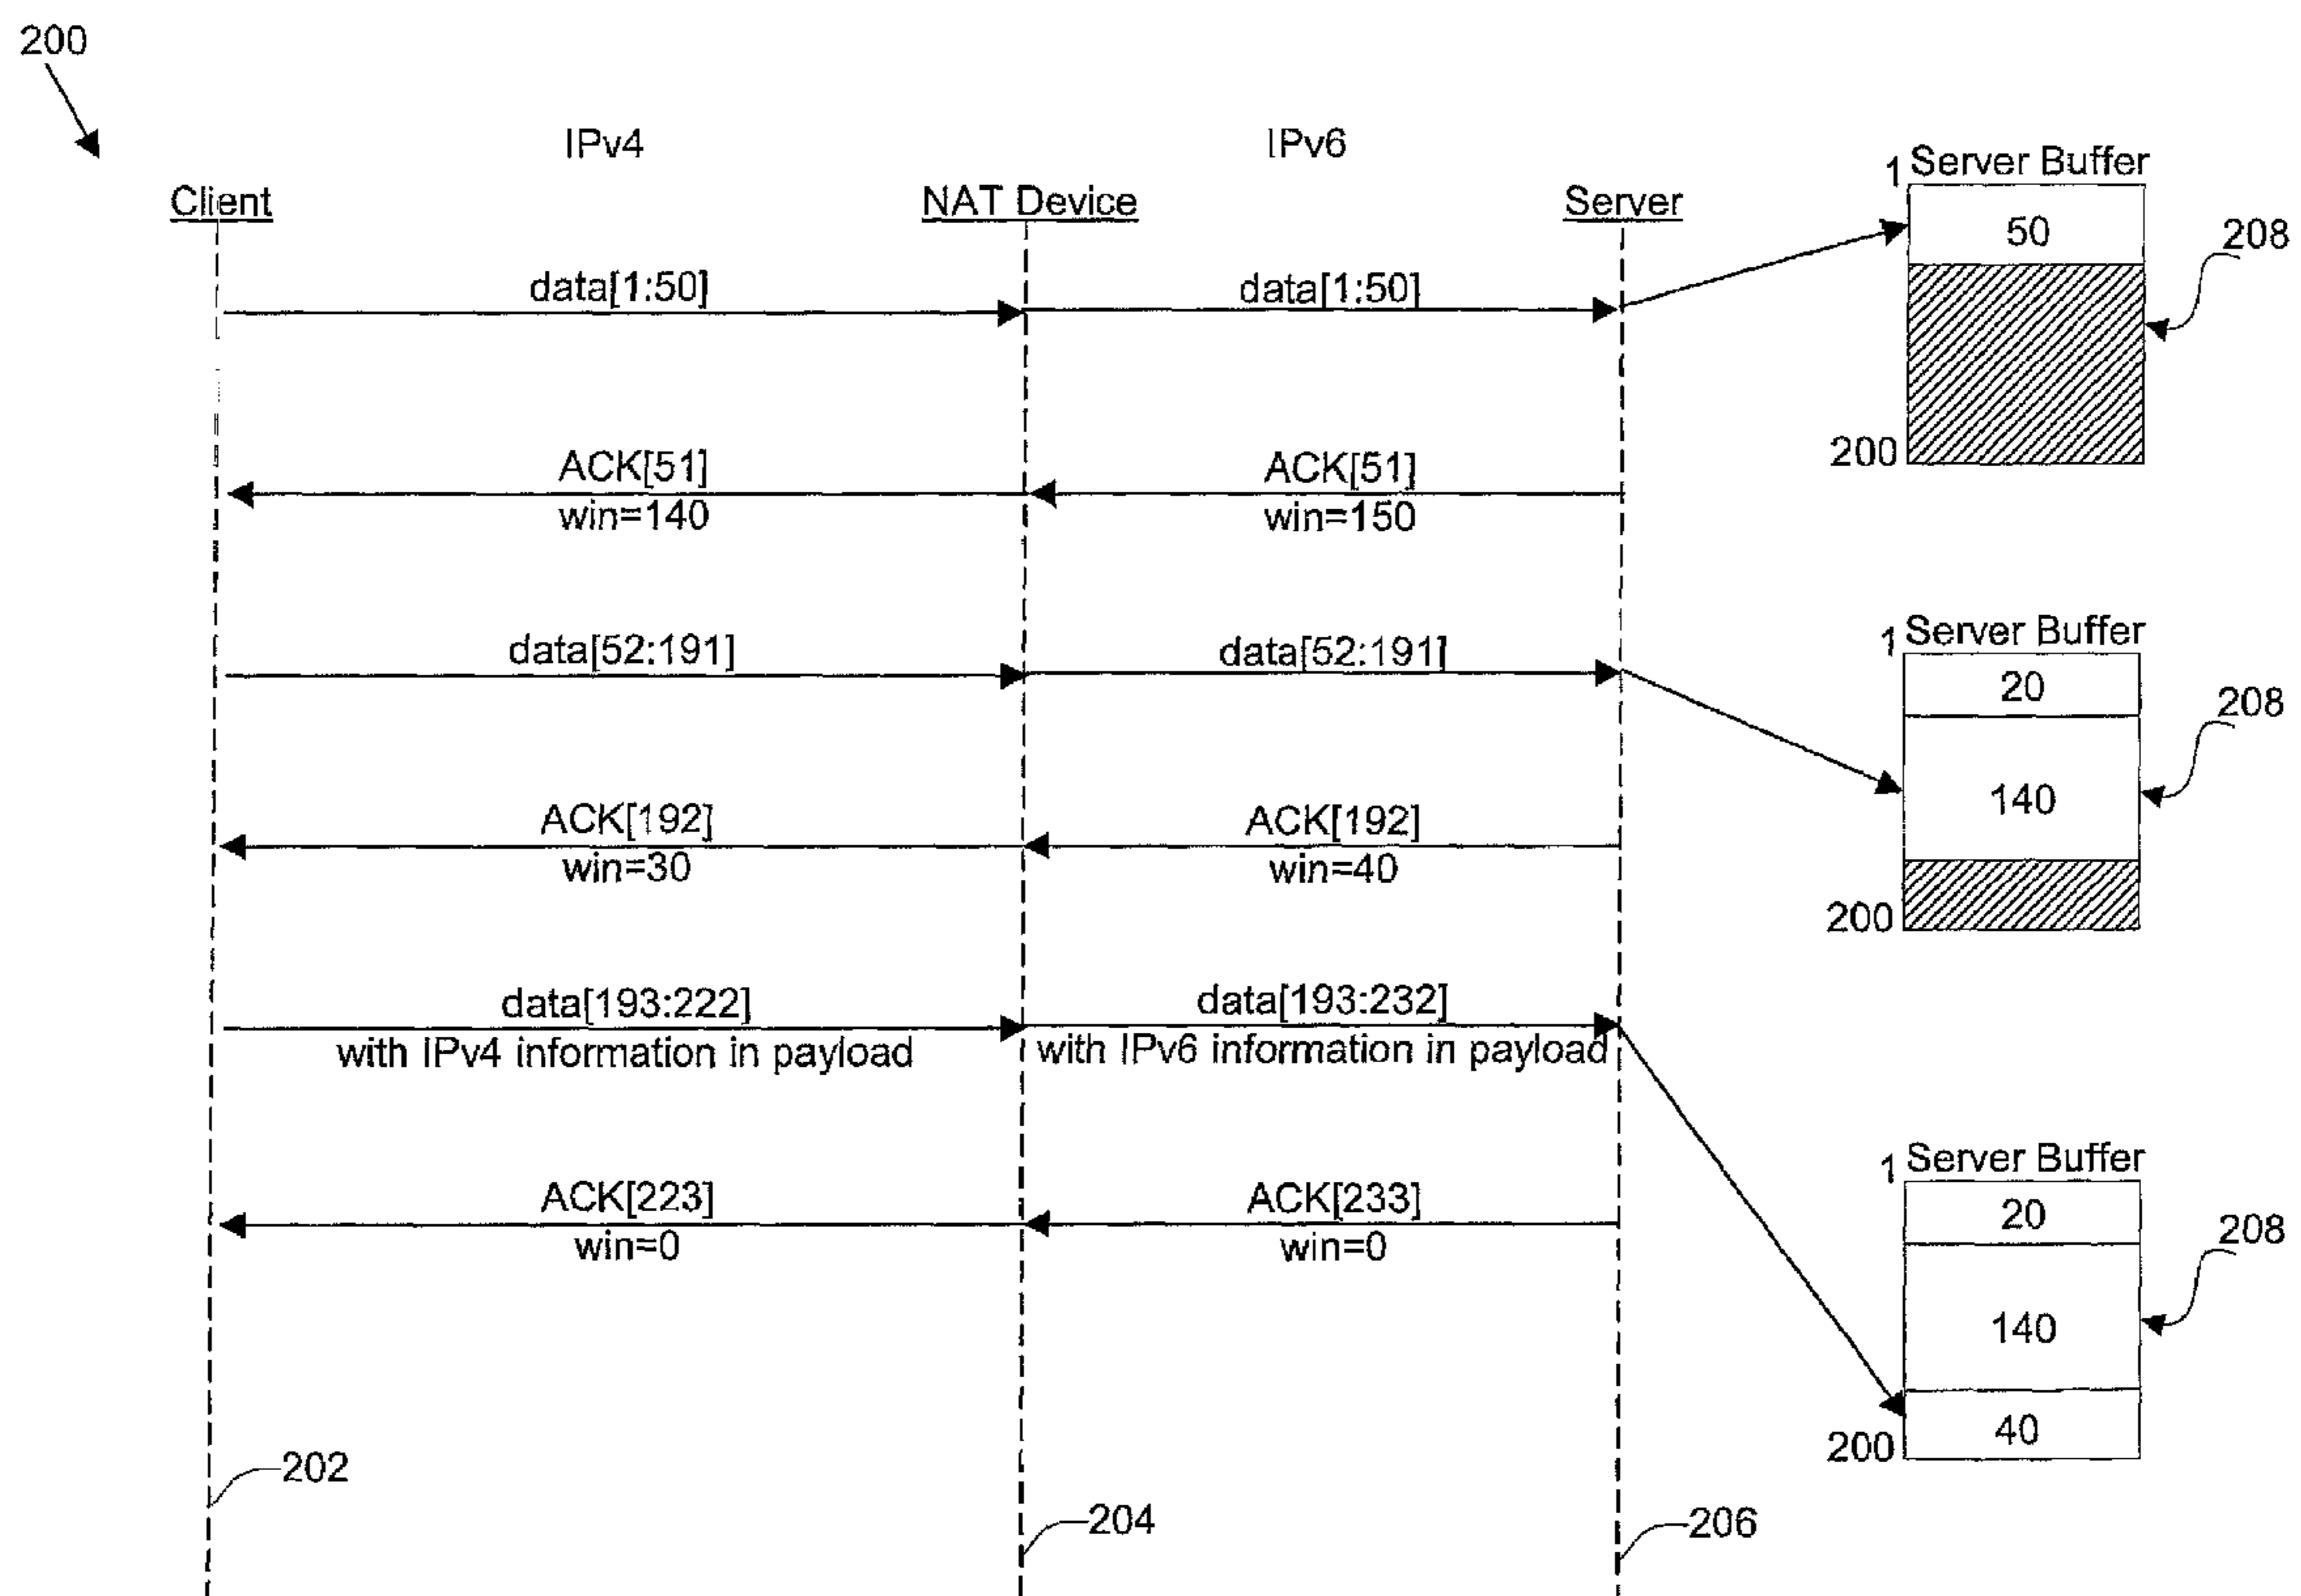 200
IPv4
IPv6
Client
NAT Device
Server
1 Server Buffer
50
208
200
data[1:50]
data[1:50]
ACK[51]
win=140
ACK[51]
win=150
data[52:191]
data[52:191]
1 Server Buffer
20
140
208
200
ACK[192]
win=30
ACK[192]
win=40
data[193:222]
with IPv4 information in payload
data[193:232]
with IPv6 information in payload
ACK[223]
win=0
ACK[233]
win=0
1 Server Buffer
20
140
40
208
200
202
204
206